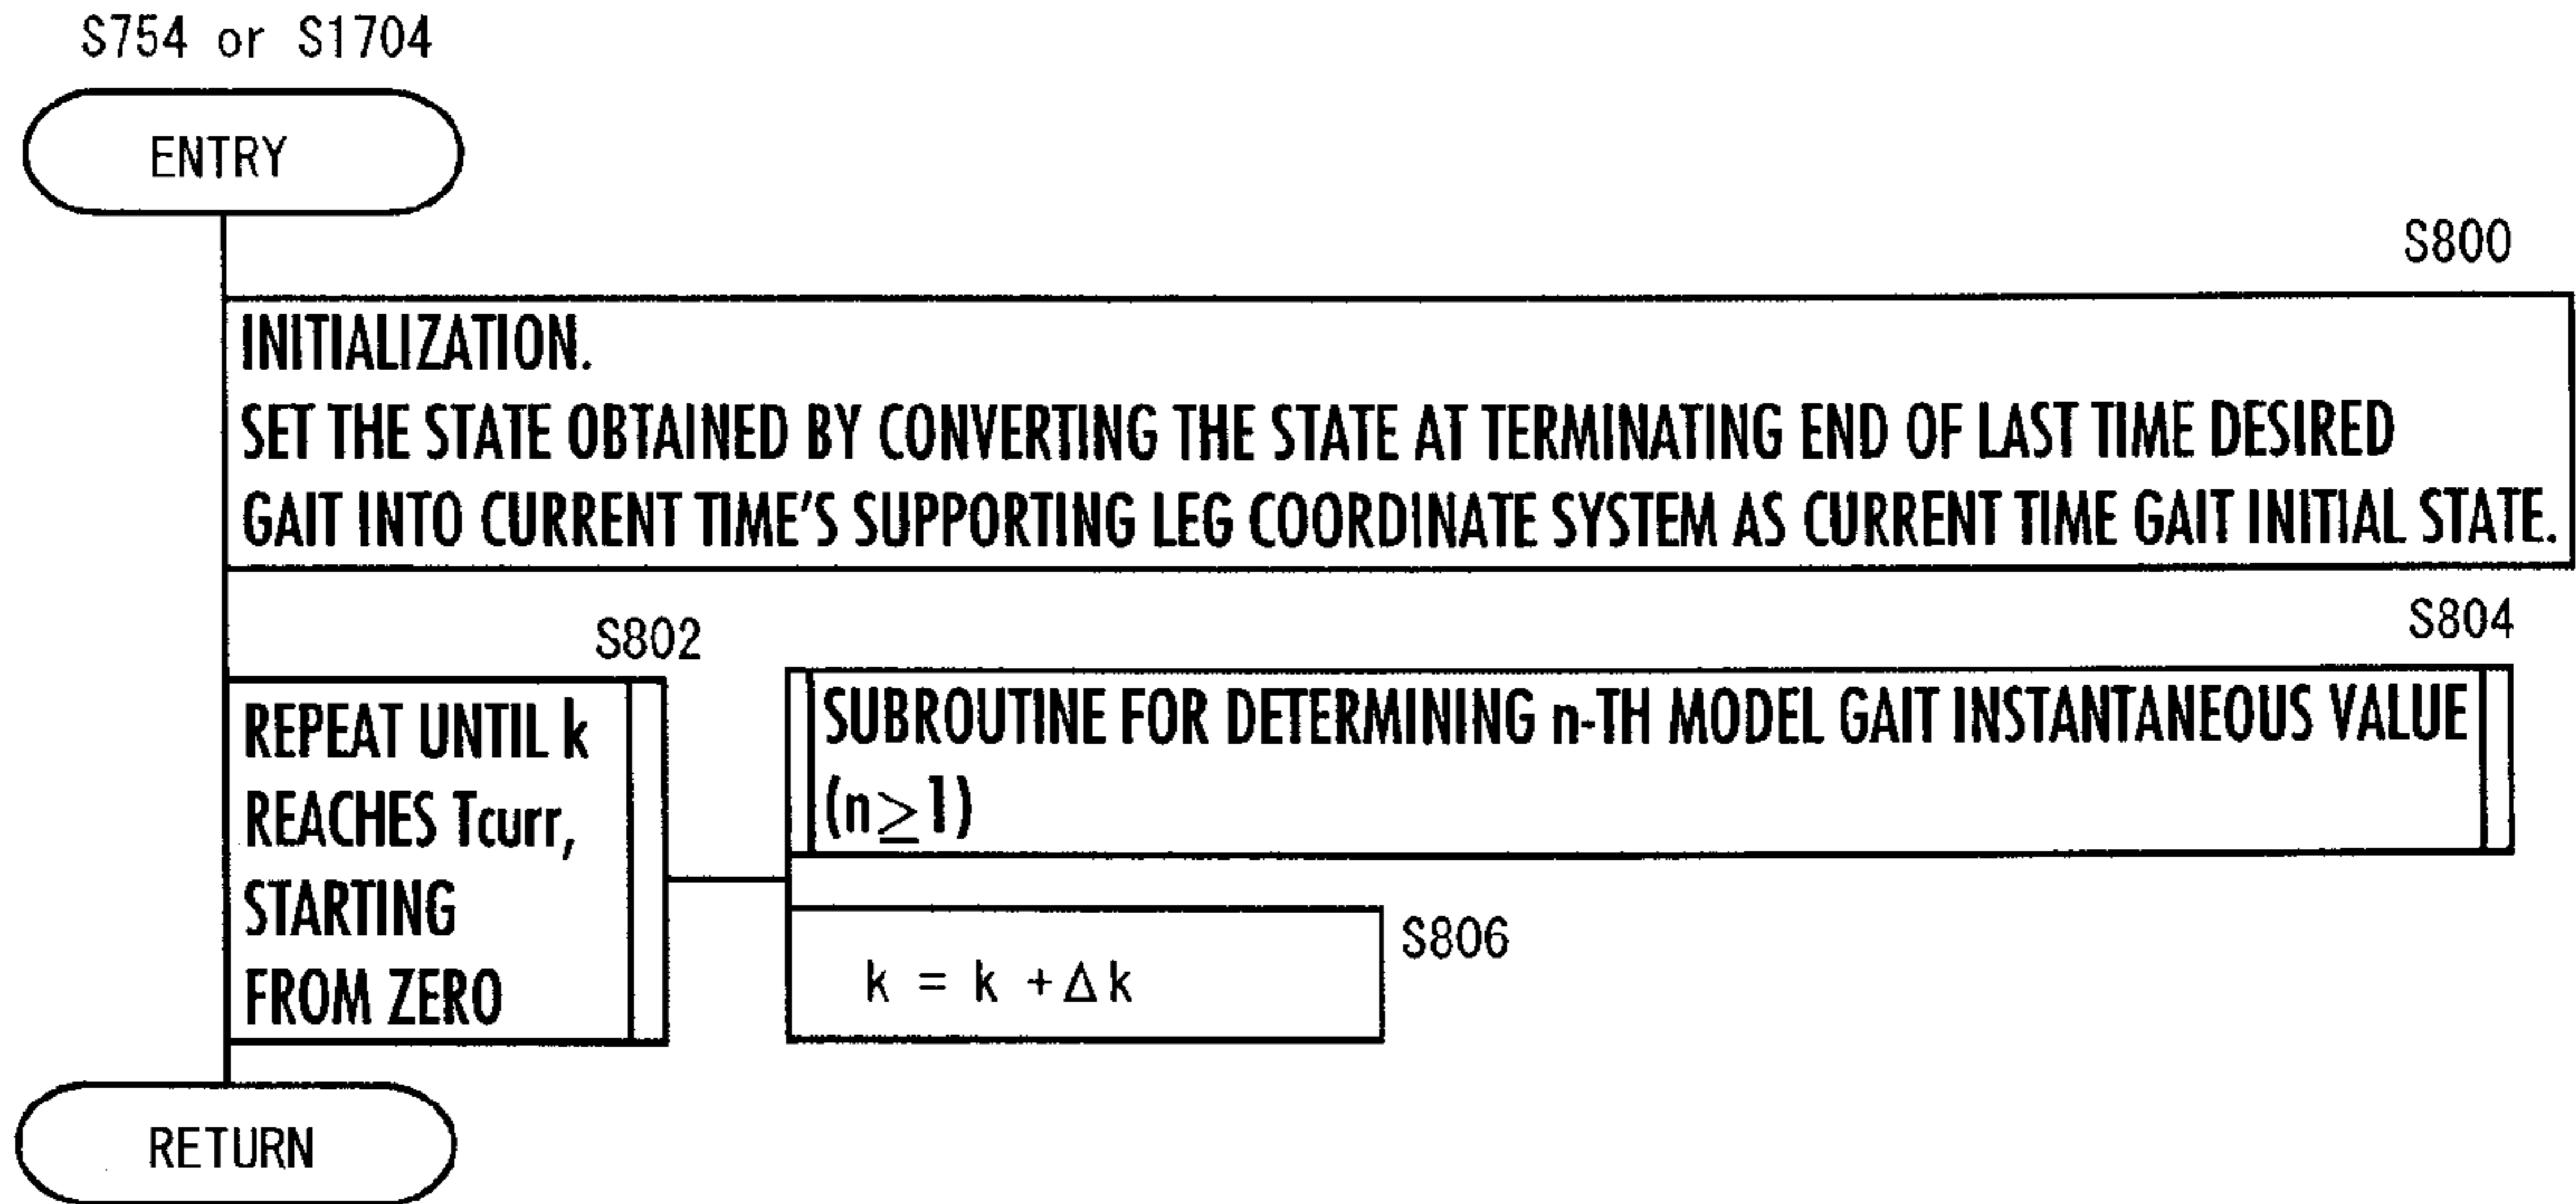 S754 or S1704
ENTRY
S800
INITIALIZATION.
SET THE STATE OBTAINED BY CONVERTING THE STATE AT TERMINATING END OF LAST TIME DESIRED
GAIT INTO CURRENT TIME'S SUPPORTING LEG COORDINATE SYSTEM AS CURRENT TIME GAIT INITIAL STATE.
S802
REPEAT UNTIL k
REACHES Tcurr,
STARTING
FROM ZERO
S804
SUBROUTINE FOR DETERMINING n-TH MODEL GAIT INSTANTANEOUS VALUE
(n≥1)
S806
k = k +Δk
RETURN